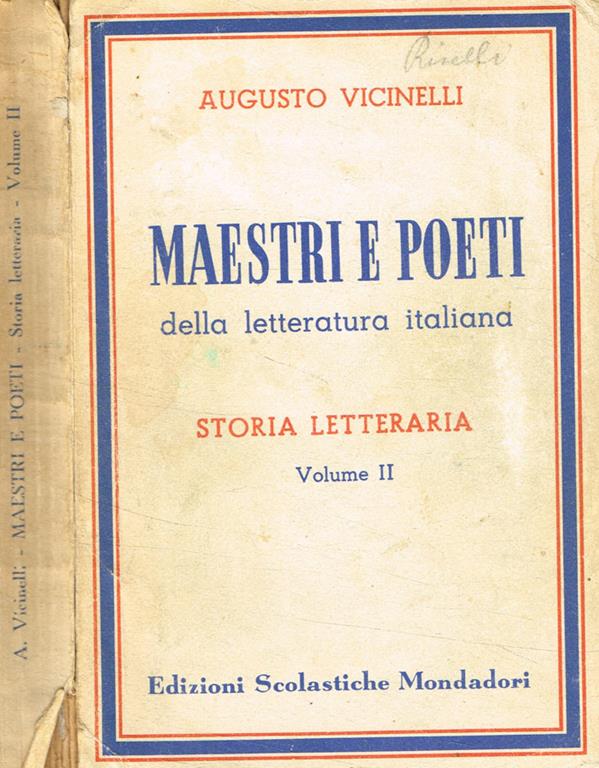 A. Vicinelli - MAESTRI E POETI - Storia letteraria - Volume II
AUGUSTO VICINELLI
MAESTRI E POETI
della letteratura italiana
STORIA LETTERARIA
Volume II
Edizioni Scolastiche Mondadori